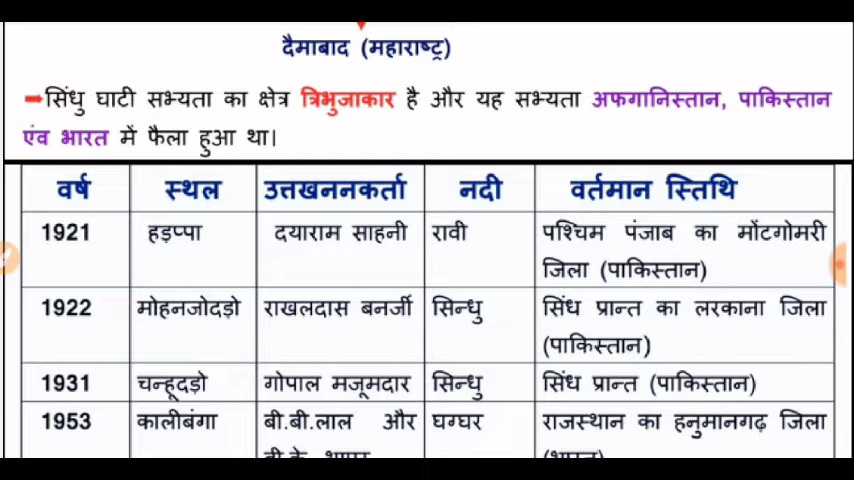 दैमाबाद (महाराष्ट्र)
➡सिंधु घाटी सभ्यता का क्षेत्र त्रिभुजाकार है और यह सभ्यता अफगानिस्तान, पाकिस्तान
एंव भारत में फैला हुआ था।
वर्ष स्थल उत्तखननकर्ता नदी वर्तमान स्तिथि
1921 हड़प्पा दयाराम साहनी रावी पश्चिम पंजाब का मोंटगोमरी
जिला (पाकिस्तान)
1922 मोहनजोदड़ो राखलदास बनर्जी सिन्धु सिंध प्रान्त का लरकाना जिला
(पाकिस्तान)
1931 चन्हूदड़ो गोपाल मजूमदार सिन्धु सिंध प्रान्त (पाकिस्तान)
1953 कालीबंगा बी.बी.लाल और घग्घर राजस्थान का हनुमानगढ़ जिला